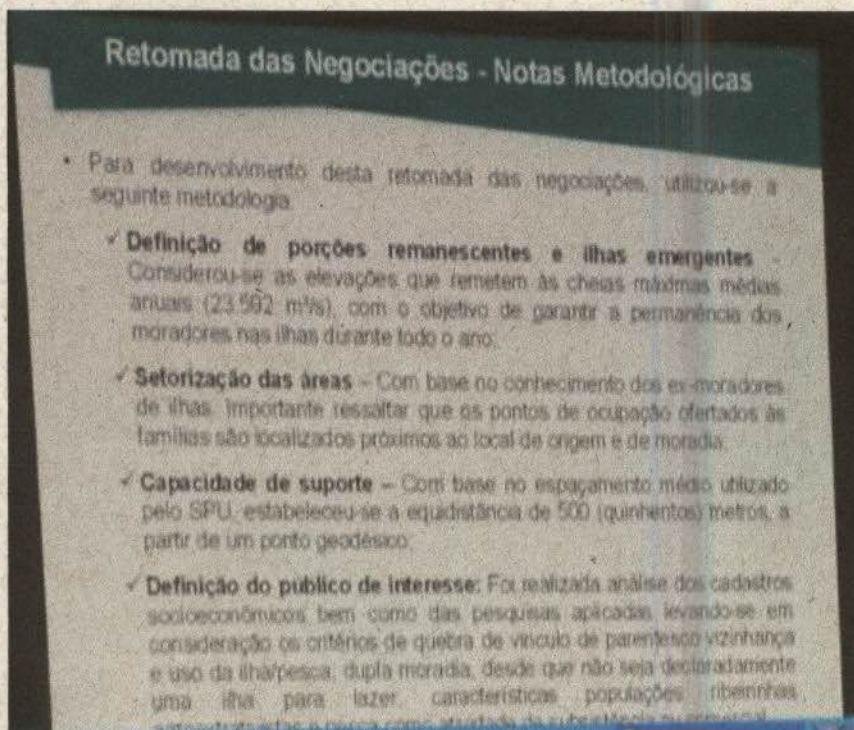 Retomada das Negociações - Notas Metodológicas
• Para desenvolvimento desta retomada das negociações, utilizou-se a
seguinte metodologia
✓ Definição de porções remanescentes e ilhas emergentes -
Considerou-se as elevações que remetem às cheias máximas médias
anuais (23.592 m³/s), com o objetivo de garantir a permanência dos
moradores nas ilhas durante todo o ano;
✓ Setorização das áreas – Com base no conhecimento dos ex-moradores
de ilhas. Importante ressaltar que os pontos de ocupação ofertados às
famílias são localizados próximos ao local de origem e de moradia;
✓ Capacidade de suporte – Com base no espaçamento médio utilizado
pelo SPU, estabeleceu-se a equidistância de 500 (quinhentos) metros, a
partir de um ponto geodésico;
✓ Definição do publico de interesse: Foi realizada análise dos cadastros
socioeconômicos bem como das pesquisas aplicadas levando-se em
consideração os critérios de quebra de vinculo de parentesco vizinhança
e uso da ilha/pesca, dupla moradia, desde que não seja declaradamente
uma ilha para lazer, características populações ribeirinhas
pesca como atividade de subsistência